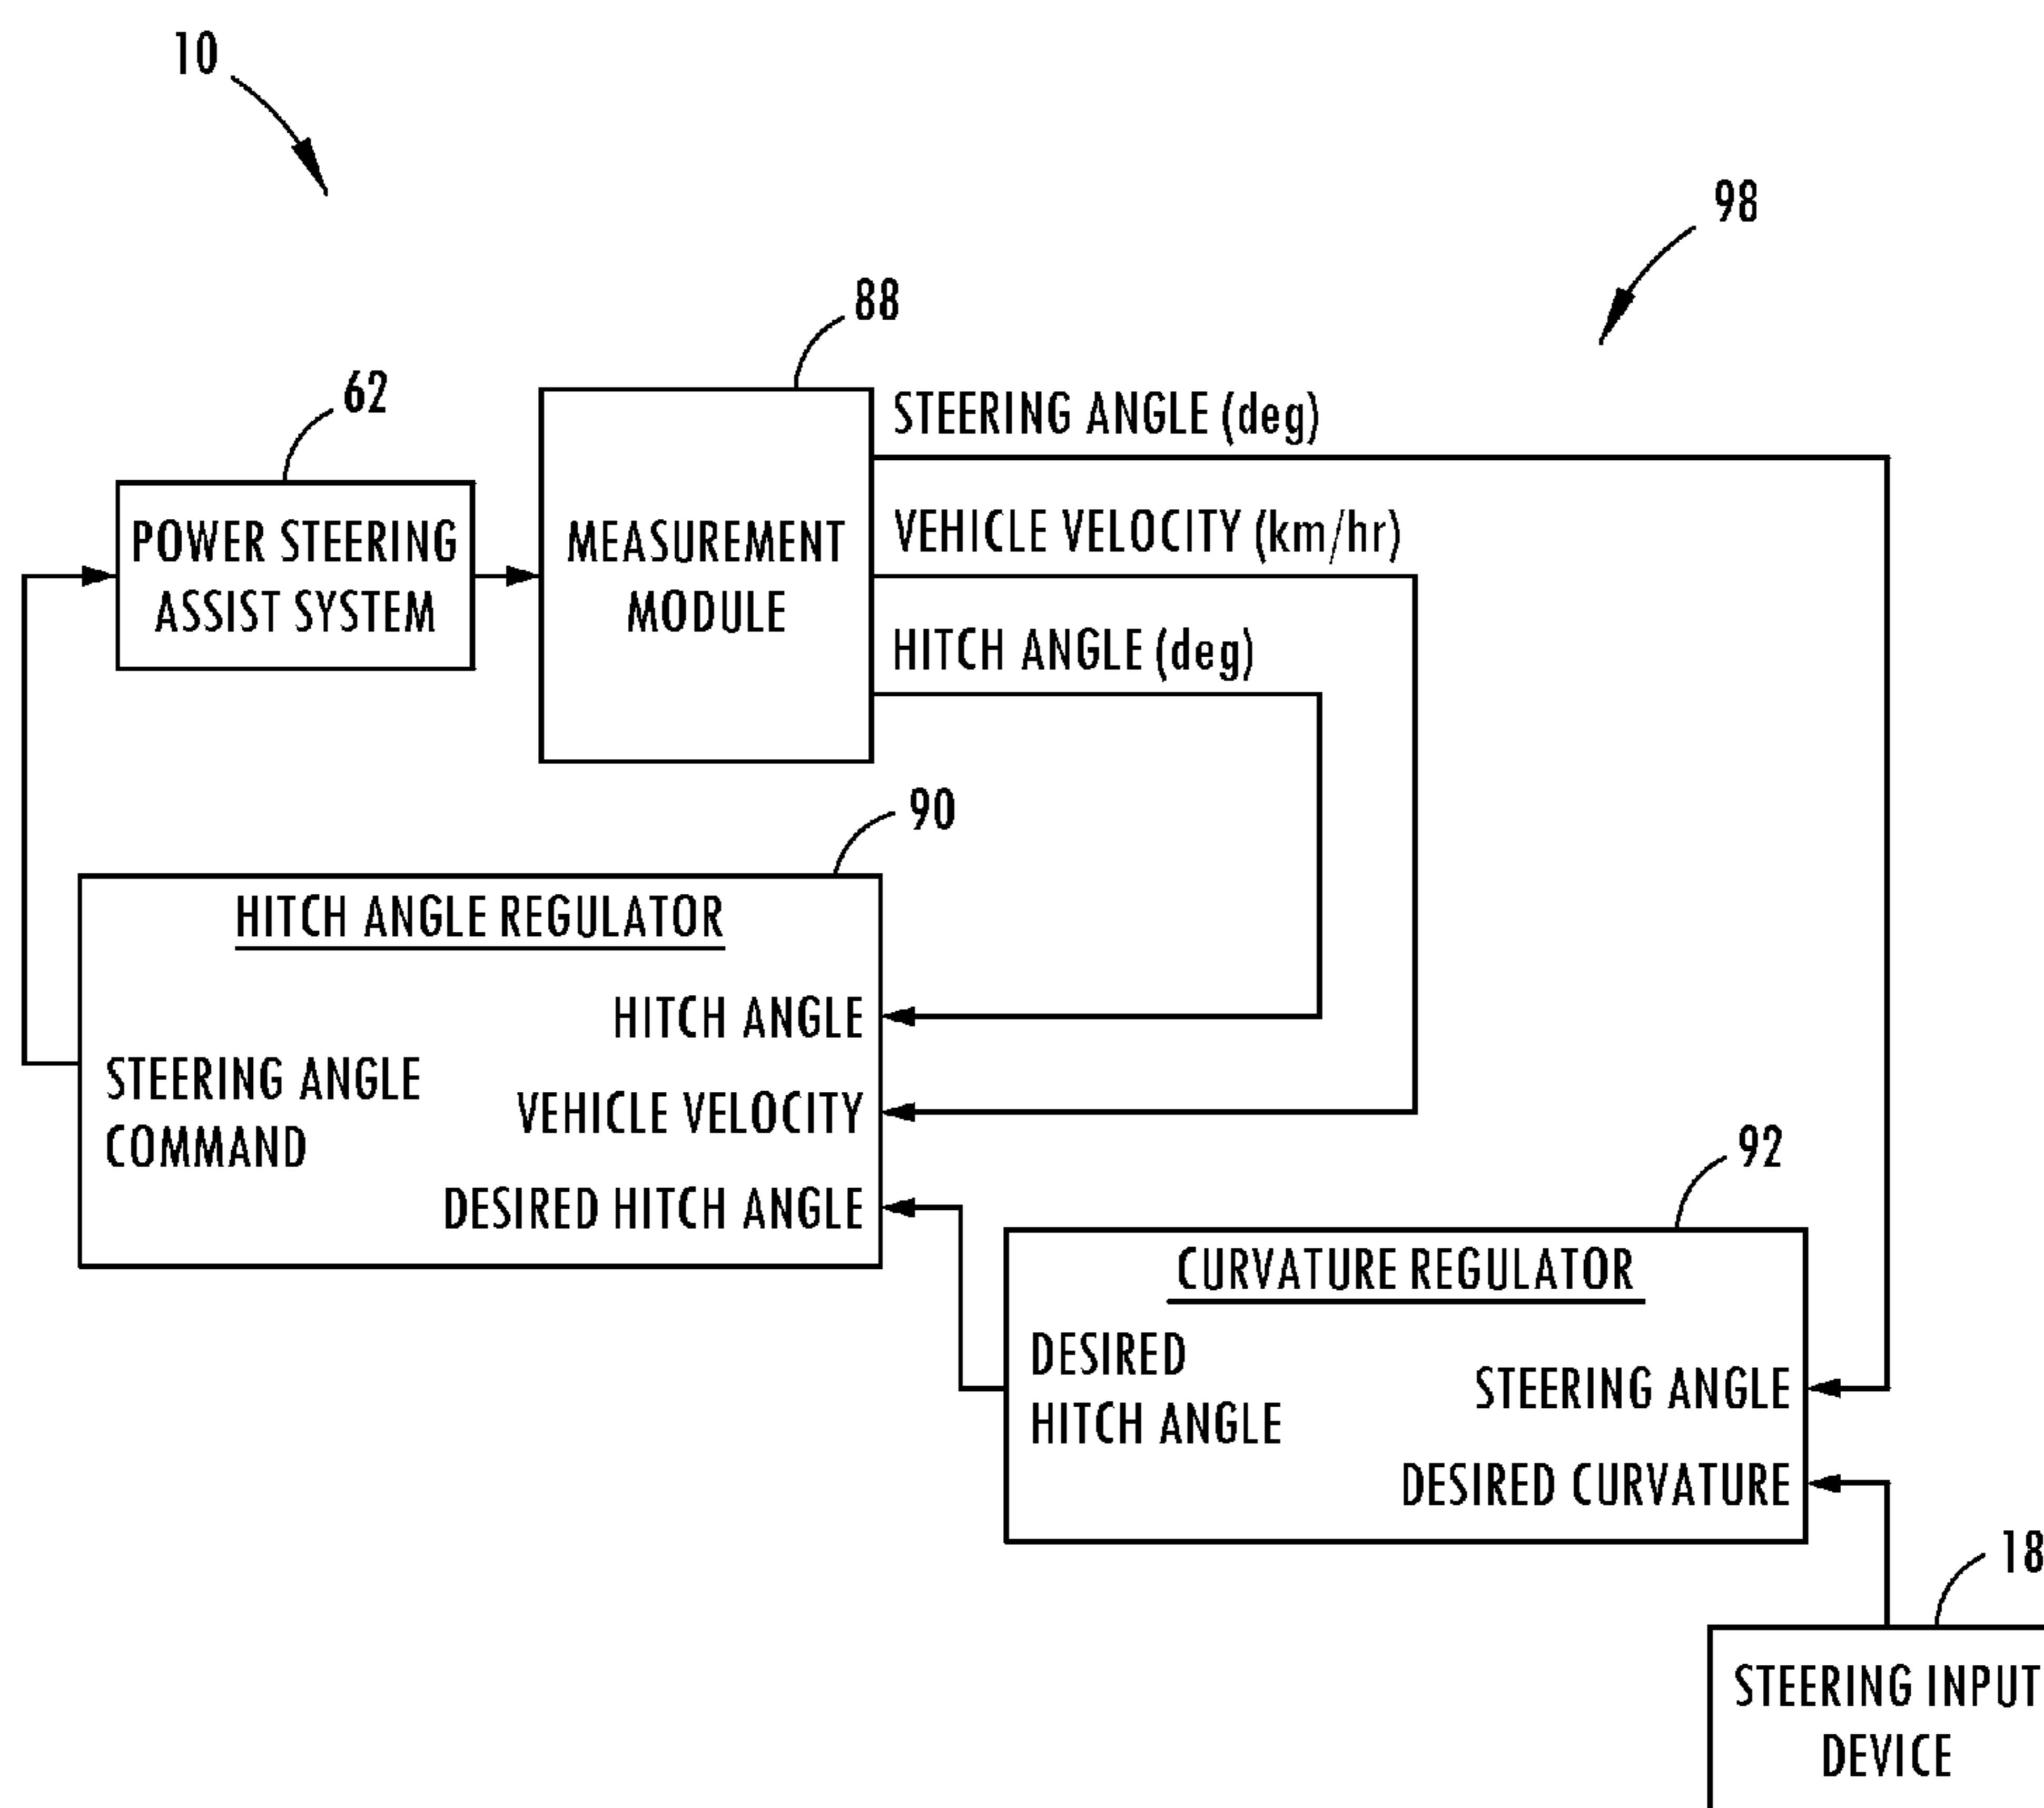 10
98
88
62
STEERING ANGLE (deg)
POWER STEERING
ASSIST SYSTEM
MEASUREMENT
MODULE
VEHICLE VELOCITY (km/hr)
HITCH ANGLE (deg)
90
HITCH ANGLE REGULATOR
HITCH ANGLE
STEERING ANGLE
COMMAND
VEHICLE VELOCITY
DESIRED HITCH ANGLE
92
CURVATURE REGULATOR
DESIRED
HITCH ANGLE
STEERING ANGLE
DESIRED CURVATURE
18
STEERING INPUT
DEVICE